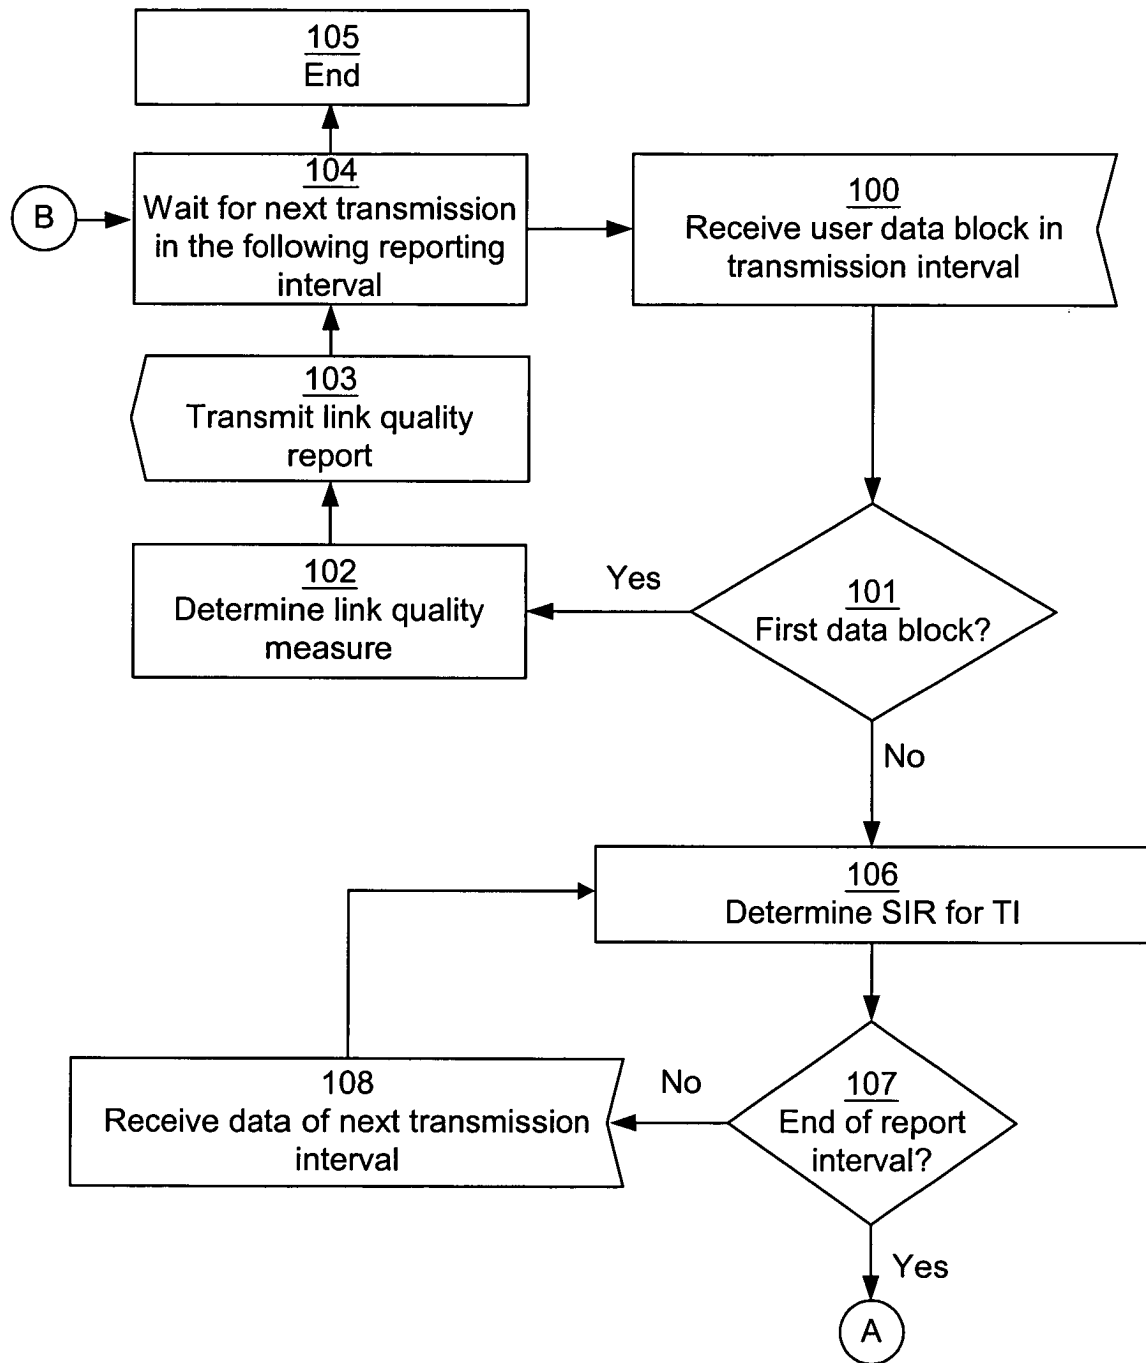 105
End
104
Wait for next transmission
in the following reporting
interval
B
100
Receive user data block in
transmission interval
103
Transmit link quality
report
102
Determine link quality
measure
Yes
101
First data block?
No
106
Determine SIR for TI
108
Receive data of next transmission
interval
No
107
End of report
interval?
Yes
A